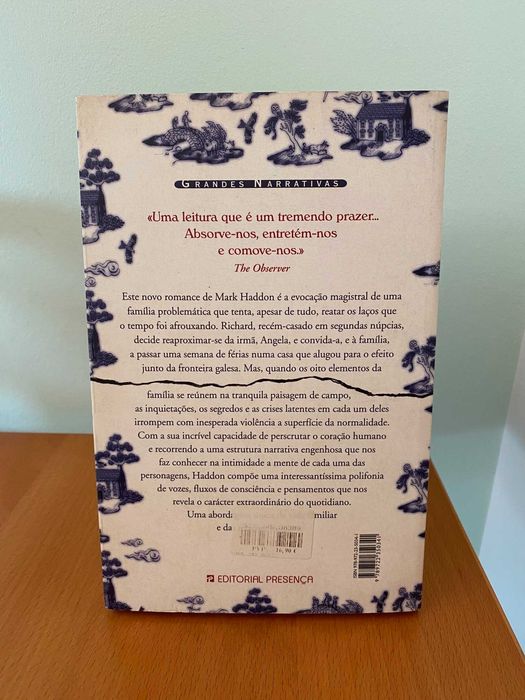 GRANDES NARRATIVAS
«Uma leitura que é um tremendo prazer...
Absorve-nos, entretém-nos
e comove-nos.»
The Observer
Este novo romance de Mark Haddon é a evocação magistral de uma
família problemática que tenta, apesar de tudo, reatar os laços que
o tempo foi afrouxando. Richard, recém-casado em segundas núpcias,
decide reaproximar-se da irmã, Angela, e convida-a, e à família,
a passar uma semana de férias numa casa que alugou para o efeito
junto da fronteira galesa. Mas, quando os oito elementos da
família se reúnem na tranquila paisagem de campo,
as inquietações, os segredos e as crises latentes em cada um deles
irrompem com inesperada violência à superfície da normalidade.
Com a sua incrível capacidade de perscrutar o coração humano
e recorrendo a uma estrutura narrativa engenhosa que nos
faz conhecer na intimidade a mente de cada uma das
personagens, Haddon compõe uma interessantíssima polifonia
de vozes, fluxos de consciência e pensamentos que nos
revela o carácter extraordinário do quotidiano.
Uma aborda miliar
e da
PVP 16,90 €
EDITORIAL PRESENÇA